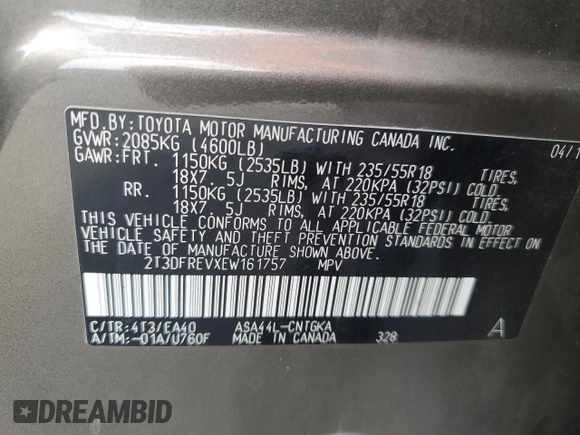 MFD.BY:TOYOTA MOTOR MANUFACTURING CANADA INC.
GVWR:2085KG (4600LB) 04/1
GAWR:FRT. 1150KG (2535LB) WITH 235/55R18 TIRES,
18X7 5J RIMS, AT 220KPA (32PSI) COLD
RR. 1150KG (2535LB) WITH 235/55R18 TIRES,
18X7 5J RIMS, AT 220KPA (32PSI) COLD
THIS VEHICLE CONFORMS TO ALL APPLICABLE FEDERAL MOTOR
VEHICLE SAFETY AND THEFT PREVENTION STANDARDS IN EFFECT ON
THE DATE OF MANUFACTURE SHOWN ABOVE.
2T3DFREVXEW161757 MPV
C/TR:4T3/EA40 ASA44L-CNTGKA A
A/TM:-01A/U760F MADE IN CANADA 328
DREAMBID